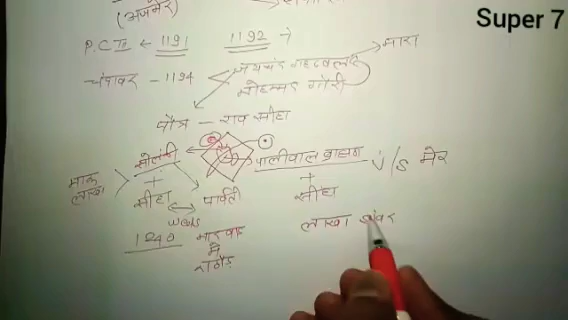 Super 7
(अजमेर)
P.C III ← 1191 1192 →
चंदावर - 1194 जयचंद गहड़वाल → मारा
मोहम्मद गौरी
पौत्र - राव सीहा
सोलंकी पालीवाल ब्राह्मण V/S मेर
+ +
सीहा ↔ पार्वती सीहा
लाखा
1240 मारवाड़
में
राठौड़